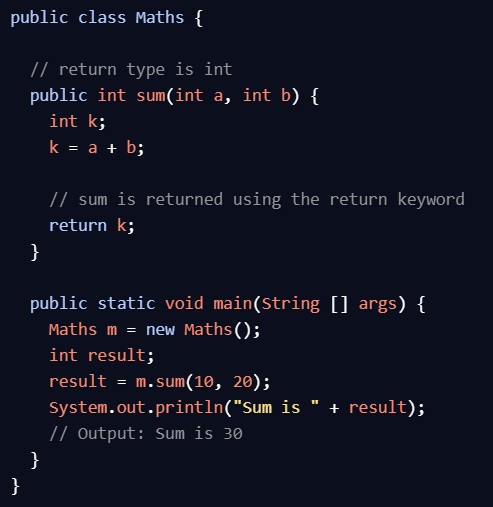 public class Maths {
// return type is int
public int sum(int a, int b) {
int k;
k = a + b;
// sum is returned using the return keyword
return k;
}
public static void main(String [] args) {
Maths m = new Maths();
int result;
result = m.sum(10, 20);
System.out.println("Sum is " + result);
// Output: Sum is 30
}
}